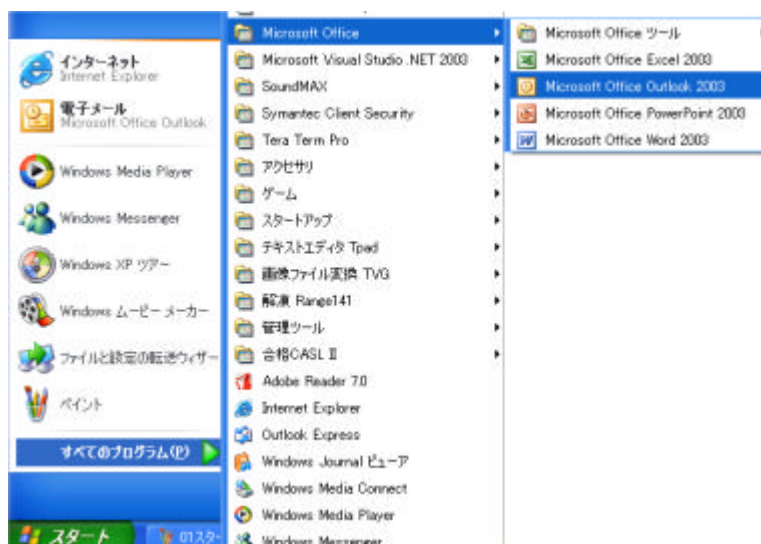 インターネット
Internet Explorer
電子メール
Microsoft Office Outlook
Windows Media Player
Windows Messenger
Windows XP ツアー
Windows ムービー メーカー
ファイルと設定の転送ウィザー
ペイント
すべてのプログラム(P)
スタート
01スター
Microsoft Office
Microsoft Visual Studio .NET 2003
SoundMAX
Symantec Client Security
Tera Term Pro
アクセサリ
ゲーム
スタートアップ
テキストエディタ Tpad
画像ファイル変換 TVG
解凍 Range141
管理ツール
合格CASL II
Adobe Reader 7.0
Internet Explorer
Outlook Express
Windows Journal ビューア
Windows Media Connect
Windows Media Player
Windows Messenger
Microsoft Office ツール
Microsoft Office Excel 2003
Microsoft Office Outlook 2003
Microsoft Office PowerPoint 2003
Microsoft Office Word 2003